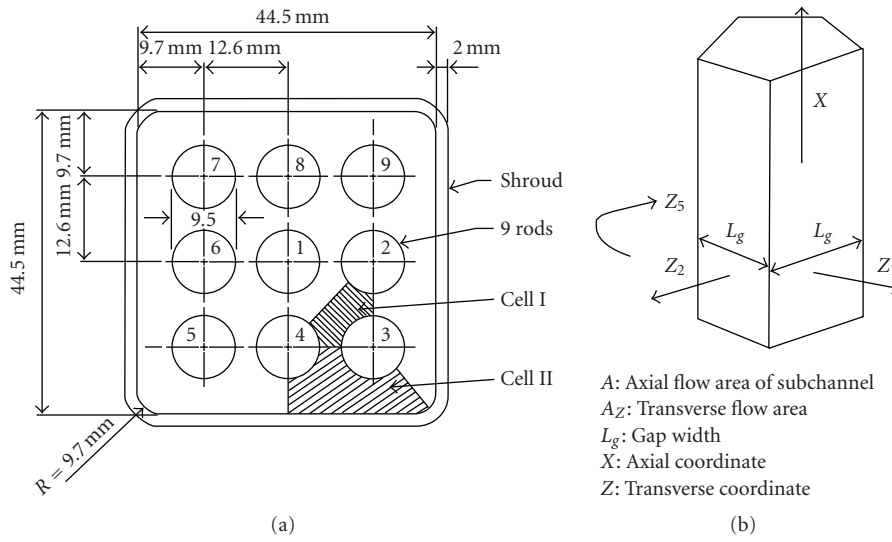 44.5 mm
9.7 mm
12.6 mm
2 mm
44.5 mm
9.7 mm
12.6 mm
7
8
9
9.5
6
1
2
5
4
3
Shroud
9 rods
Cell I
Cell II
R = 9.7 mm
(a)
X
Z5
Lg
Lg
Z2
Z
A: Axial flow area of subchannel
AZ: Transverse flow area
Lg: Gap width
X: Axial coordinate
Z: Transverse coordinate
(b)